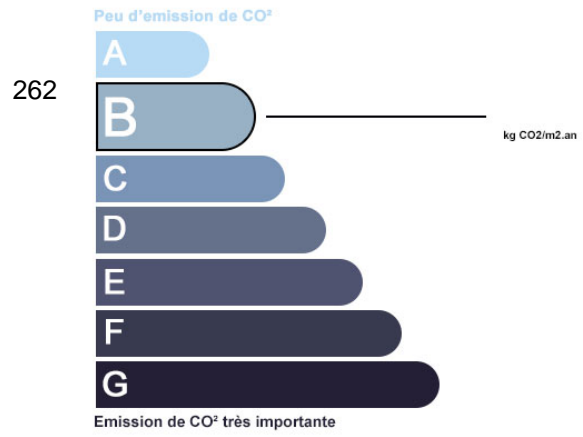 Peu d'emission de CO²
A
262
B
kg CO2/m2.an
C
D
E
F
G
Emission de CO² très importante